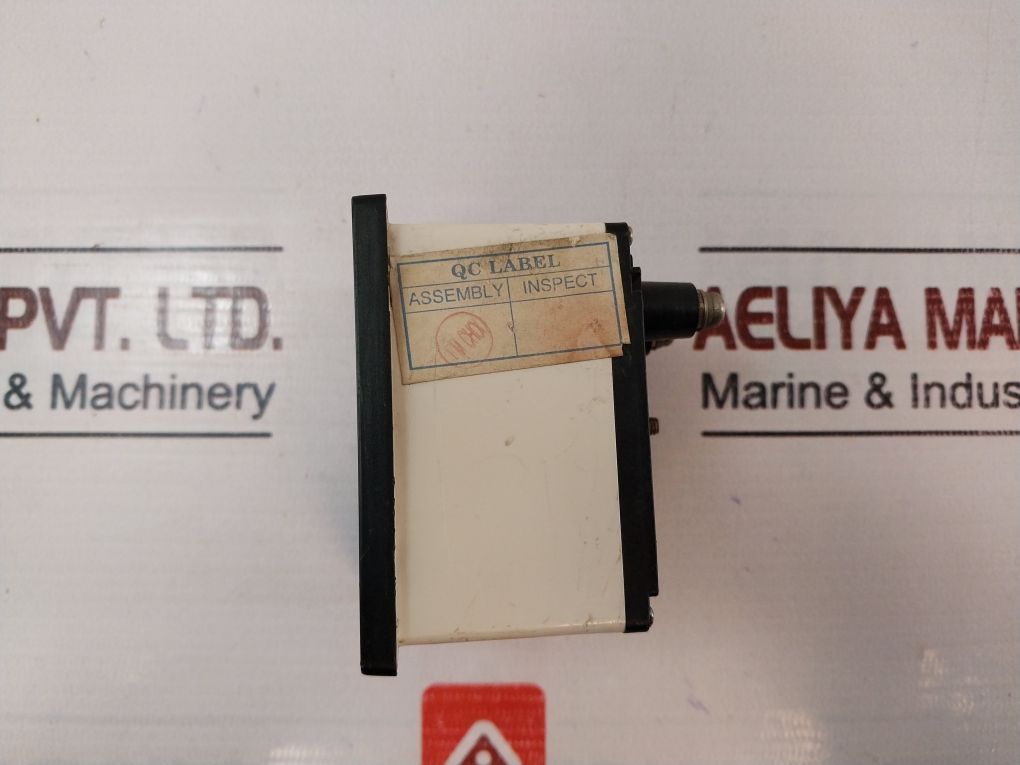 QC LABEL
ASSEMBLY INSPECT
PVT. LTD.
& Machinery
AELIYA MA
Marine & Indus